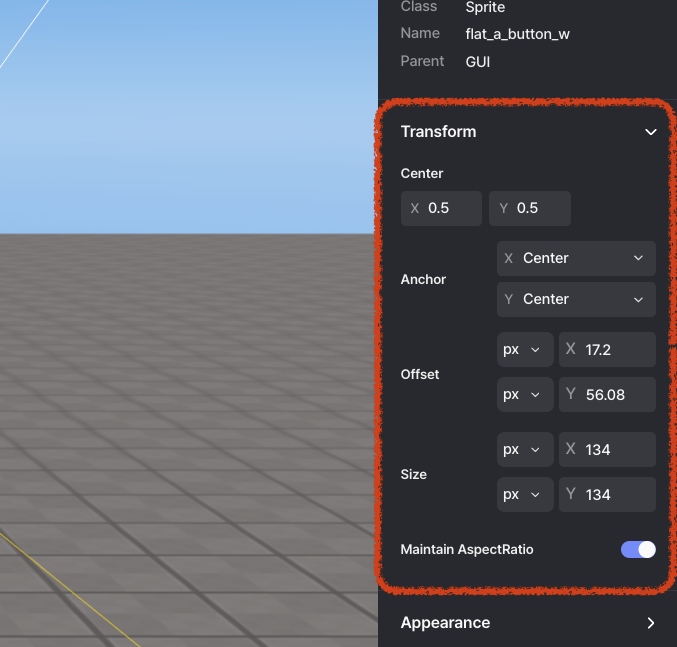 Class Sprite
Name flat_a_button_w
Parent GUI
Transform
Center
X 0.5 Y 0.5
Anchor
X Center
Y Center
Offset
px X 17.2
px Y 56.08
Size
px X 134
px Y 134
Maintain AspectRatio
Appearance